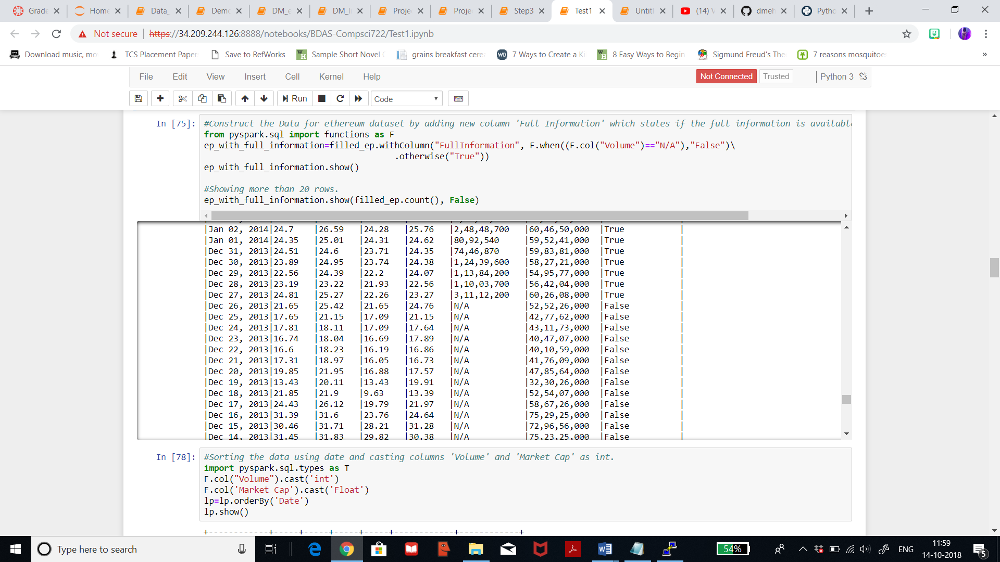 Grade Home Data_ Demo DM_e DM_li Proje Proje Step3 Test1 Untitl (14) V dmeh Pytho
Not secure https://34.209.244.126:8888/notebooks/BDAS-Compsci722/Test1.ipynb
Download music, mo TCS Placement Paper Save to RefWorks Sample Short Novel grains breakfast cerea 7 Ways to Create a Ki 8 Easy Ways to Begin Sigmund Freud's The 7 reasons mosquitoe »
File Edit View Insert Cell Kernel Help Not Connected Trusted Python 3
Run Code
In [75]: #Construct the Data for ethereum dataset by adding new column 'Full Information' which states if the full information is availabl
from pyspark.sql import functions as F
ep_with_full_information=filled_ep.withColumn("FullInformation", F.when((F.col("Volume")=="N/A"),"False")\
.otherwise("True"))
ep_with_full_information.show()
#Showing more than 20 rows.
ep_with_full_information.show(filled_ep.count(), False)
|Jan 02, 2014|24.7 |26.59 |24.28 |25.76 |2,48,48,700 |60,46,50,000 |True |
|Jan 01, 2014|24.35 |25.01 |24.31 |24.62 |80,92,540 |59,52,41,000 |True |
|Dec 31, 2013|24.51 |24.6 |23.71 |24.35 |74,46,870 |59,83,81,000 |True |
|Dec 30, 2013|23.89 |24.95 |23.74 |24.38 |1,24,39,600 |58,27,21,000 |True |
|Dec 29, 2013|22.56 |24.39 |22.2 |24.07 |1,13,84,200 |54,95,77,000 |True |
|Dec 28, 2013|23.19 |23.22 |21.93 |22.56 |1,10,03,700 |56,42,04,000 |True |
|Dec 27, 2013|24.81 |25.27 |22.26 |23.27 |3,11,12,200 |60,26,08,000 |True |
|Dec 26, 2013|21.65 |25.42 |21.65 |24.76 |N/A |52,52,26,000 |False |
|Dec 25, 2013|17.65 |21.15 |17.09 |21.15 |N/A |42,77,62,000 |False |
|Dec 24, 2013|17.81 |18.11 |17.09 |17.64 |N/A |43,11,73,000 |False |
|Dec 23, 2013|16.74 |18.04 |16.69 |17.89 |N/A |40,47,07,000 |False |
|Dec 22, 2013|16.6 |18.23 |16.19 |16.86 |N/A |40,10,59,000 |False |
|Dec 21, 2013|17.31 |18.97 |16.05 |16.73 |N/A |41,76,09,000 |False |
|Dec 20, 2013|19.85 |21.95 |16.88 |17.57 |N/A |47,85,64,000 |False |
|Dec 19, 2013|13.43 |20.11 |13.43 |19.91 |N/A |32,30,26,000 |False |
|Dec 18, 2013|21.85 |21.9 |9.63 |13.39 |N/A |52,54,07,000 |False |
|Dec 17, 2013|24.43 |26.12 |19.79 |21.97 |N/A |58,67,26,000 |False |
|Dec 16, 2013|31.39 |31.6 |23.76 |24.64 |N/A |75,29,25,000 |False |
|Dec 15, 2013|30.46 |31.71 |28.21 |31.28 |N/A |72,96,56,000 |False |
|Dec 14, 2013|31.45 |31.83 |29.82 |30.38 |N/A |75,23,25,000 |False |
In [78]: #Sorting the data using date and casting columns 'Volume' and 'Market Cap' as int.
import pyspark.sql.types as T
F.col("Volume").cast('int')
F.col('Market Cap').cast('Float')
lp=lp.orderBy('Date')
lp.show()
+------------+-----+-----+-----+-----+------------+------------+
Type here to search 54% ENG 11:59
14-10-2018 5